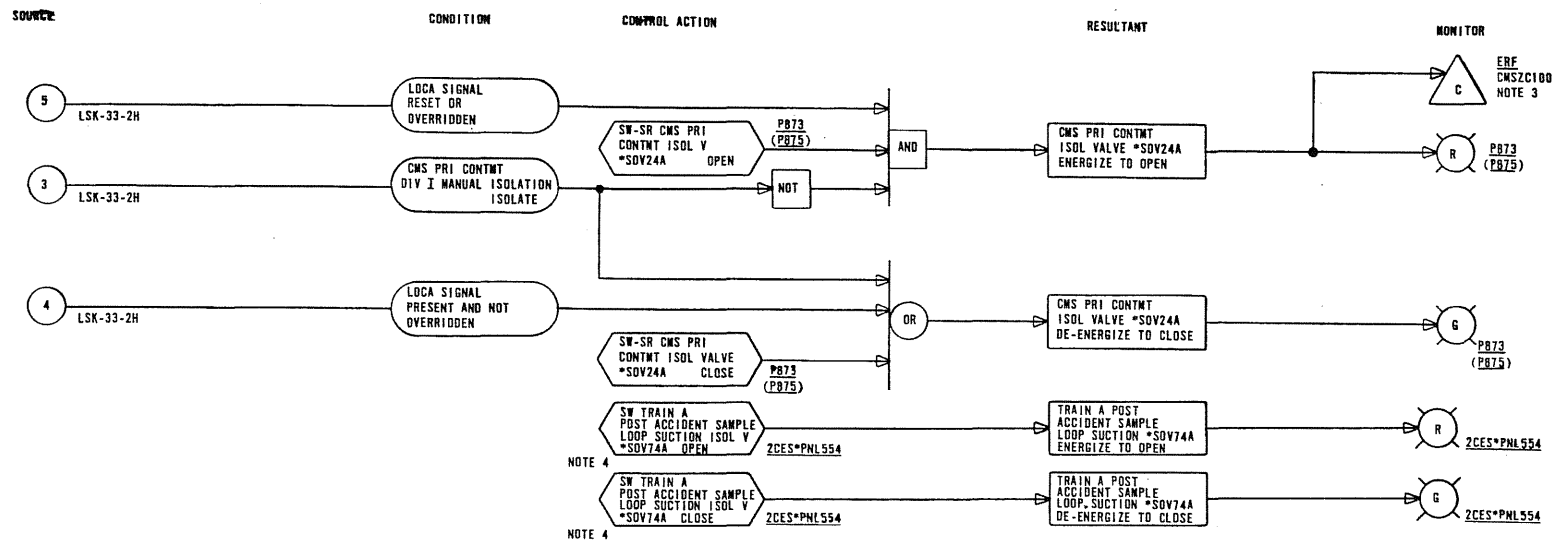 SOURCE
CONDITION
CONTROL ACTION
RESULTANT
MONITOR
5
LSK-33-2H
LOCA SIGNAL
RESET OR
OVERRIDDEN
SW-SR CMS PRI
CONTMT ISOL V
*SOV24A OPEN
P873
(P875)
AND
CMS PRI CONTMT
ISOL VALVE *SOV24A
ENERGIZE TO OPEN
C
ERF
CMSZC100
NOTE 3
R
P873
(P875)
3
LSK-33-2H
CMS PRI CONTMT
DIV I MANUAL ISOLATION
ISOLATE
NOT
4
LSK-33-2H
LOCA SIGNAL
PRESENT AND NOT
OVERRIDDEN
OR
CMS PRI CONTMT
ISOL VALVE *SOV24A
DE-ENERGIZE TO CLOSE
G
P873
(P875)
SW-SR CMS PRI
CONTMT ISOL VALVE
*SOV24A CLOSE
P873
(P875)
SW TRAIN A
POST ACCIDENT SAMPLE
LOOP SUCTION ISOL V
*SOV74A OPEN
2CES*PNL554
NOTE 4
TRAIN A POST
ACCIDENT SAMPLE
LOOP SUCTION *SOV74A
ENERGIZE TO OPEN
R
2CES*PNL554
SW TRAIN A
POST ACCIDENT SAMPLE
LOOP SUCTION ISOL V
*SOV74A CLOSE
2CES*PNL554
NOTE 4
TRAIN A POST
ACCIDENT SAMPLE
LOOP. SUCTION *SOV74A
DE-ENERGIZE TO CLOSE
G
2CES*PNL554